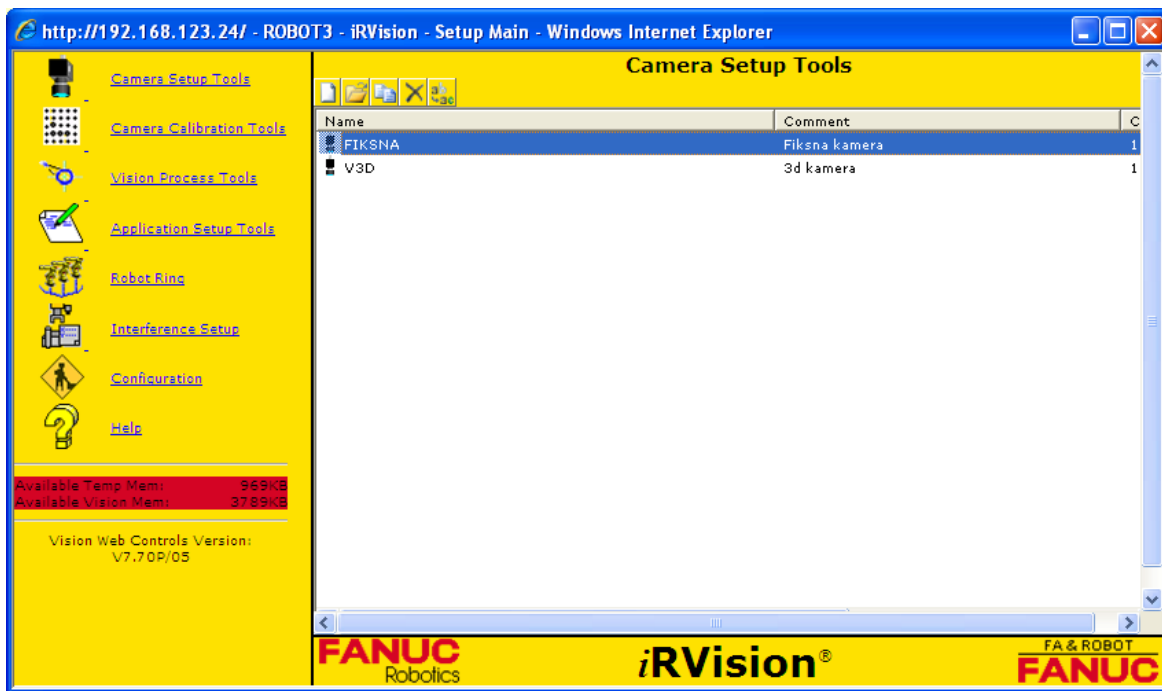 http://192.168.123.24/ - ROBOT3 - iRVision - Setup Main - Windows Internet Explorer
Camera Setup Tools
Camera Calibration Tools
Vision Process Tools
Application Setup Tools
Robot Ring
Interference Setup
Configuration
Help
Available Temp Mem: 969KB
Available Vision Mem: 3789KB
Vision Web Controls Version:
V7.70P/05
Camera Setup Tools
Name Comment C
FIKSNA Fiksna kamera 1
V3D 3d kamera 1
FANUC
Robotics
iRVision®
FA & ROBOT
FANUC